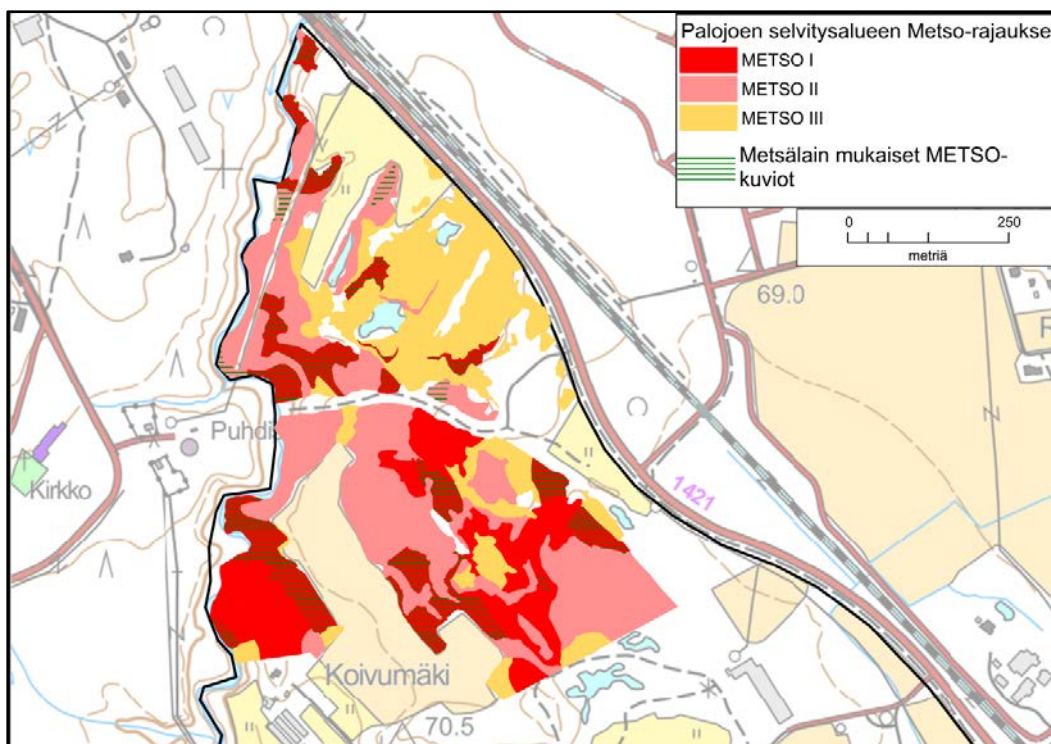 Palojoen selvitysalueen Metso-rajaukse
METSO I
METSO II
METSO III
Metsälain mukaiset METSO-
kuviot
0 250
metriä
69.0
R
Puhdi
Kirkko
1421
Koivumäki
70.5